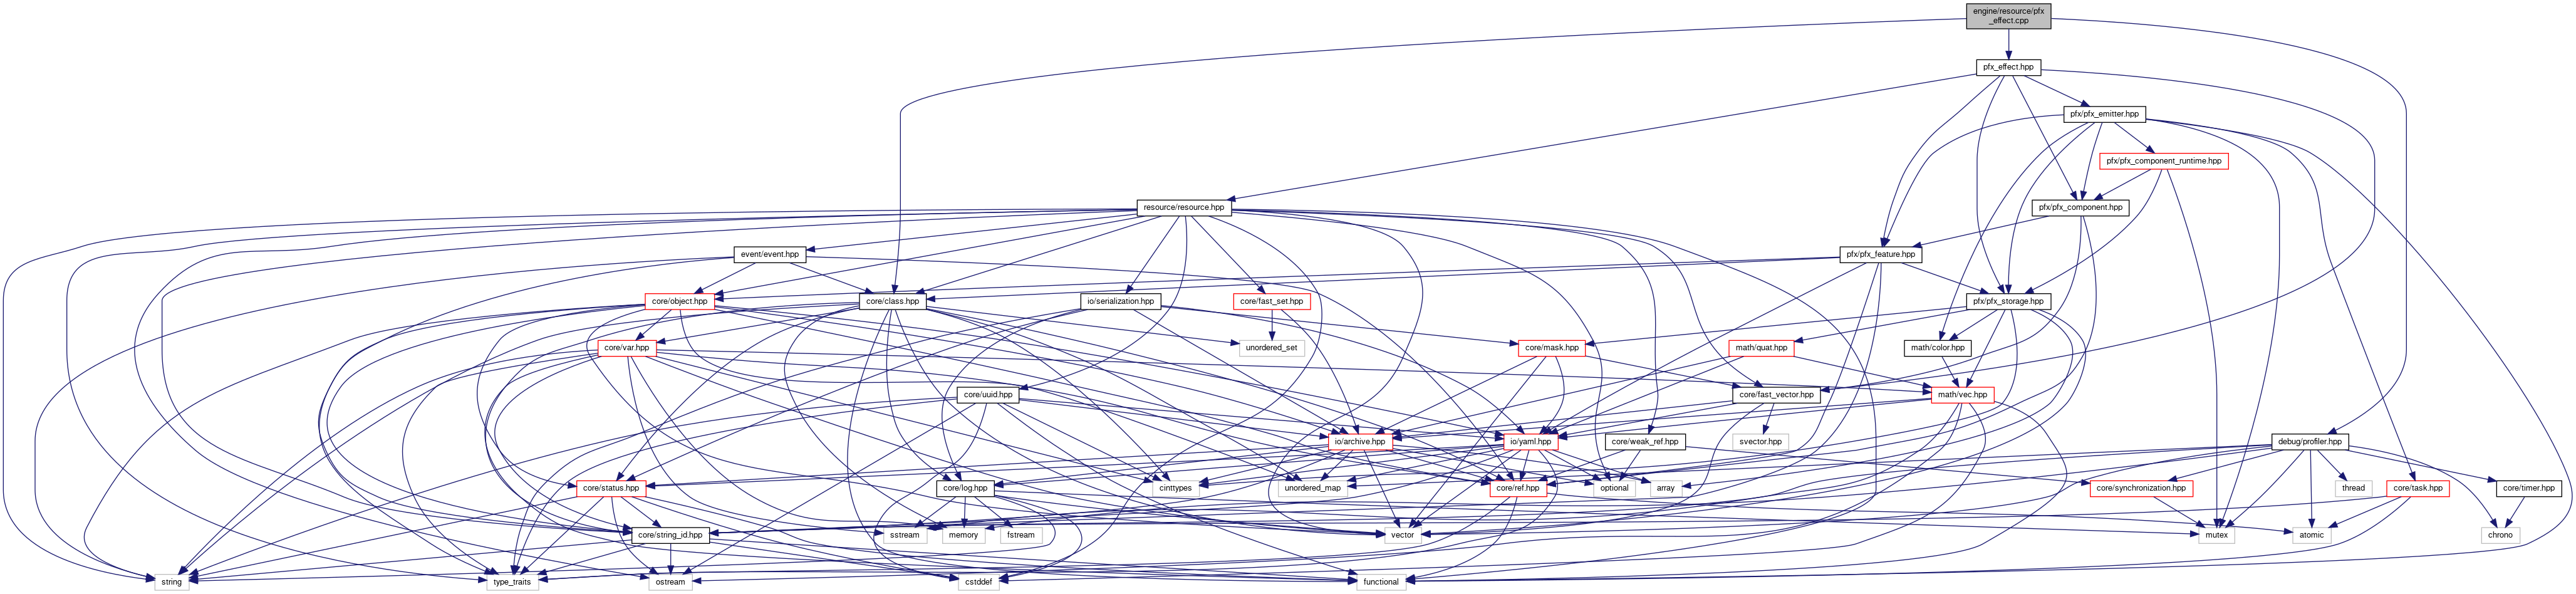 engine/resource/pfx
_effect.cpp
pfx_effect.hpp
pfx/pfx_emitter.hpp
pfx/pfx_component_runtime.hpp
resource/resource.hpp
pfx/pfx_component.hpp
event/event.hpp
pfx/pfx_feature.hpp
core/object.hpp
core/class.hpp
io/serialization.hpp
core/fast_set.hpp
pfx/pfx_storage.hpp
core/var.hpp
unordered_set
core/mask.hpp
math/quat.hpp
math/color.hpp
core/uuid.hpp
core/fast_vector.hpp
math/vec.hpp
io/archive.hpp
io/yaml.hpp
core/weak_ref.hpp
svector.hpp
debug/profiler.hpp
core/status.hpp
core/log.hpp
cinttypes
unordered_map
core/ref.hpp
optional
array
core/synchronization.hpp
thread
core/task.hpp
core/timer.hpp
core/string_id.hpp
sstream
memory
fstream
vector
mutex
atomic
chrono
string
type_traits
ostream
cstddef
functional